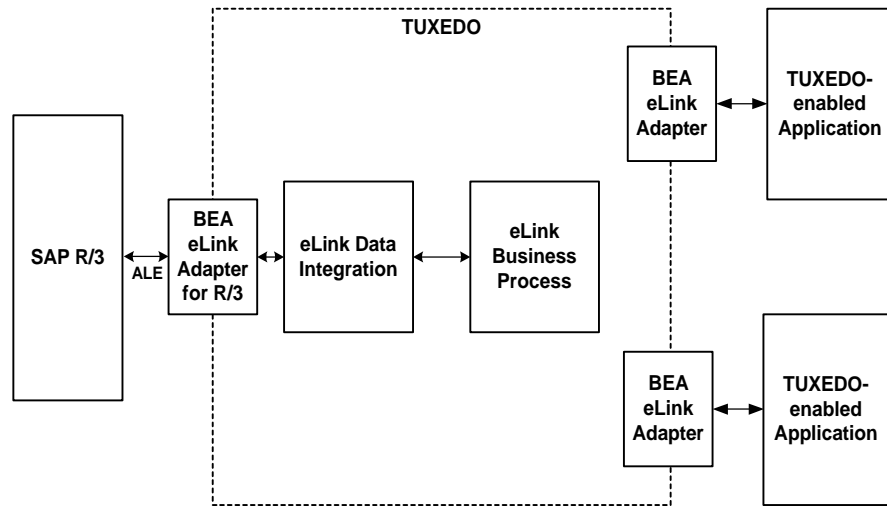 TUXEDO
BEA
eLink
Adapter
TUXEDO-
enabled
Application
SAP R/3
ALE
BEA
eLink
Adapter
for R/3
eLink Data
Integration
eLink
Business
Process
BEA
eLink
Adapter
TUXEDO-
enabled
Application